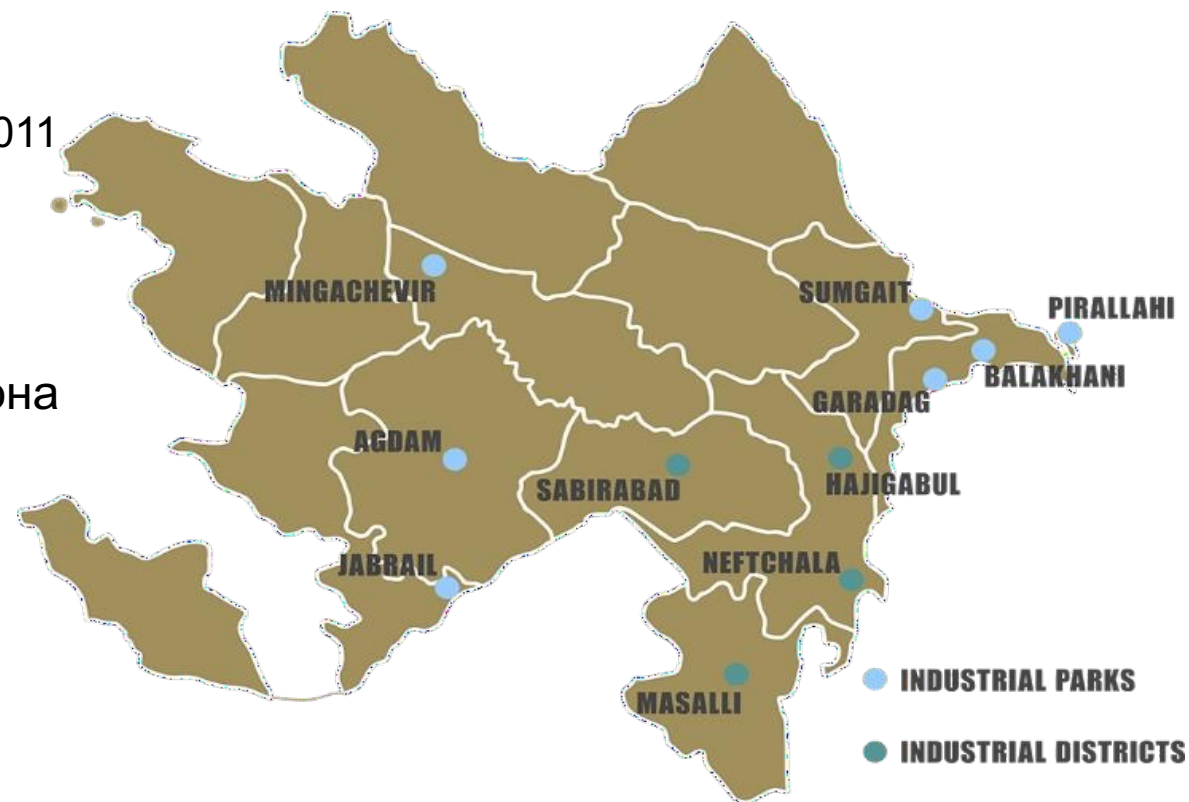 011
MINGACHEVIR
SUMGAIT
PIRALLAHI
BALAKHANI
она
GARADAG
AGDAM
SABIRABAD
HAJIGABUL
JABRAIL
NEFTCHALA
MASALLI
INDUSTRIAL PARKS
INDUSTRIAL DISTRICTS